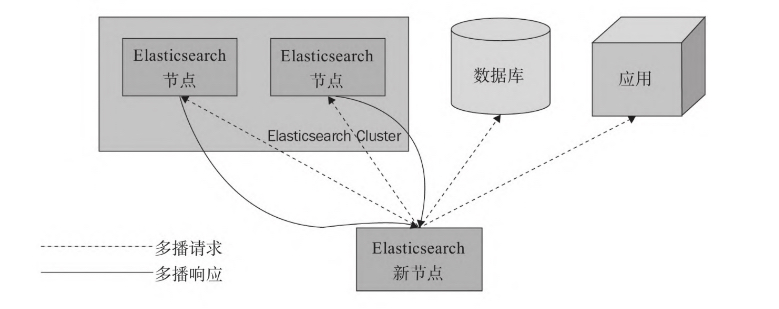 Elasticsearch
节点
Elasticsearch
节点
数据库
应用
Elasticsearch Cluster
Elasticsearch
新节点
多播请求
多播响应